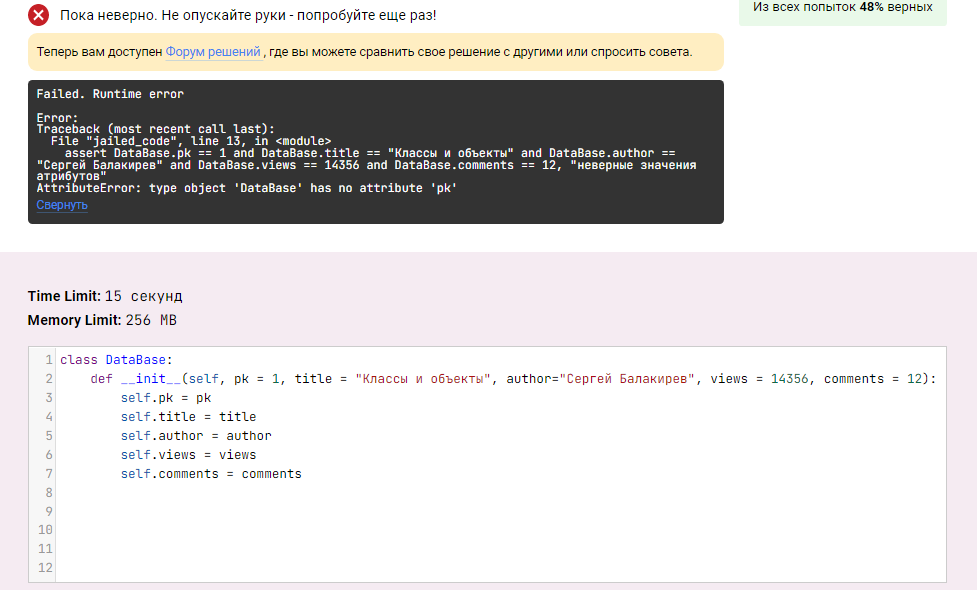 Пока неверно. Не опускайте руки - попробуйте еще раз!
Из всех попыток 48% верных
Теперь вам доступен Форум решений , где вы можете сравнить свое решение с другими или спросить совета.
Failed. Runtime error
Error:
Traceback (most recent call last):
  File "jailed_code", line 13, in <module>
    assert DataBase.pk == 1 and DataBase.title == "Классы и объекты" and DataBase.author ==
"Сергей Балакирев" and DataBase.views == 14356 and DataBase.comments == 12, "неверные значения
атрибутов"
AttributeError: type object 'DataBase' has no attribute 'pk'
Свернуть
Time Limit: 15 секунд
Memory Limit: 256 MB
1 class DataBase:
2     def __init__(self, pk = 1, title = "Классы и объекты", author="Сергей Балакирев", views = 14356, comments = 12):
3         self.pk = pk
4         self.title = title
5         self.author = author
6         self.views = views
7         self.comments = comments
8
9
10
11
12